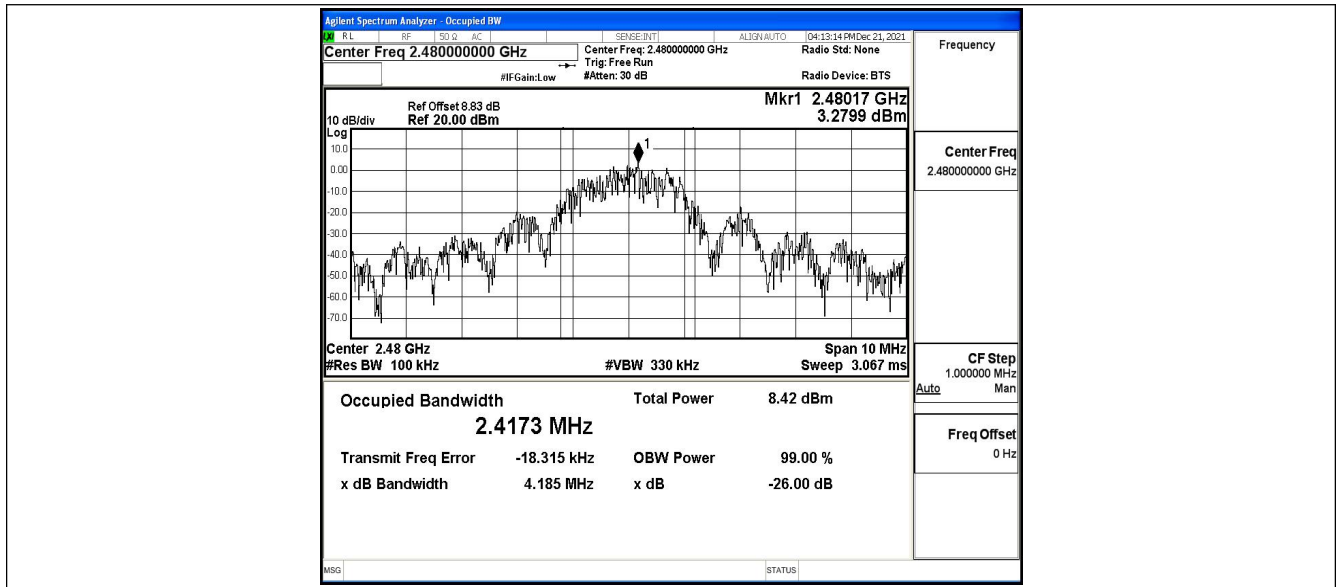 Agilent Spectrum Analyzer - Occupied BW
RL RF 50 Ω AC SENSE:INT ALIGN AUTO 04:13:14 PM Dec 21, 2021
Center Freq 2.480000000 GHz
Center Freq: 2.480000000 GHz
Radio Std: None
Trig: Free Run
#IFGain:Low
#Atten: 30 dB
Radio Device: BTS
Frequency
Ref Offset 8.83 dB
Mkr1 2.48017 GHz
10 dB/div
Ref 20.00 dBm
3.2799 dBm
Log
1
10.0
0.00
-10.0
-20.0
-30.0
-40.0
-50.0
-60.0
-70.0
Center 2.48 GHz
Span 10 MHz
#Res BW 100 kHz
#VBW 330 kHz
Sweep 3.067 ms
Center Freq
2.480000000 GHz
CF Step
1.000000 MHz
Auto Man
Freq Offset
0 Hz
Occupied Bandwidth
Total Power 8.42 dBm
2.4173 MHz
Transmit Freq Error -18.315 kHz OBW Power 99.00 %
x dB Bandwidth 4.185 MHz x dB -26.00 dB
MSG
STATUS